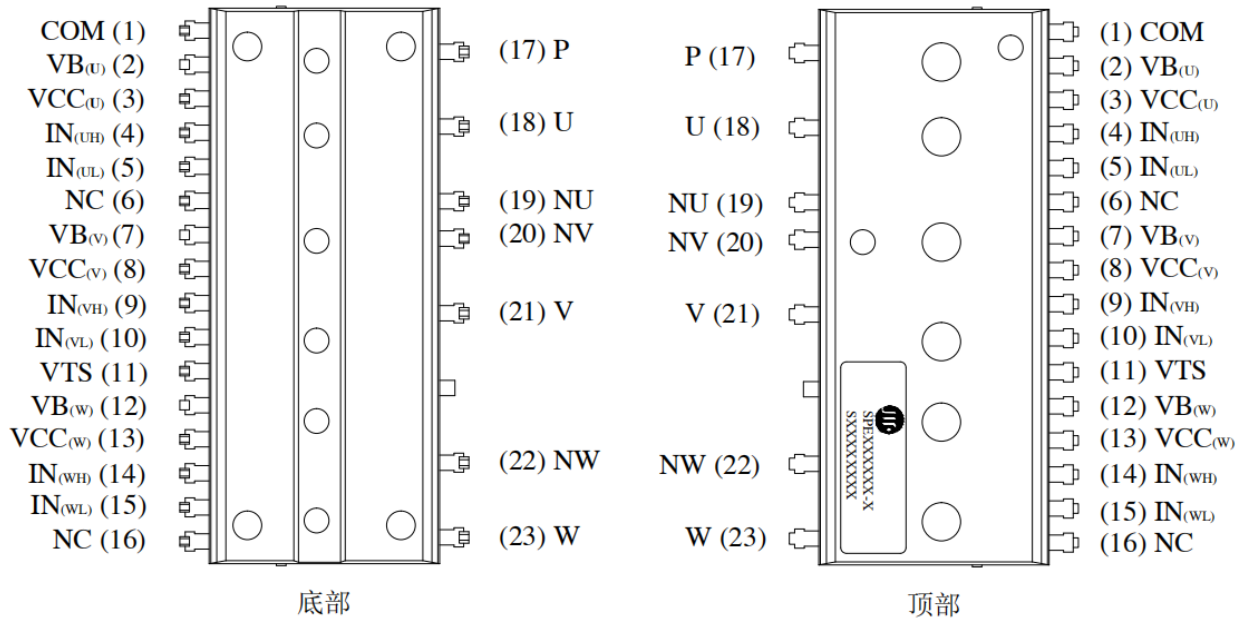 COM (1)
VB(U) (2)
VCC(U) (3)
IN(UH) (4)
IN(UL) (5)
NC (6)
VB(V) (7)
VCC(V) (8)
IN(VH) (9)
IN(VL) (10)
VTS (11)
VB(W) (12)
VCC(W) (13)
IN(WH) (14)
IN(WL) (15)
NC (16)
(17) P
(18) U
(19) NU
(20) NV
(21) V
(22) NW
(23) W
底部
P (17)
U (18)
NU (19)
NV (20)
V (21)
NW (22)
W (23)
SPEXXXXXXX-X
SXXXXXXXX
(1) COM
(2) VB(U)
(3) VCC(U)
(4) IN(UH)
(5) IN(UL)
(6) NC
(7) VB(V)
(8) VCC(V)
(9) IN(VH)
(10) IN(VL)
(11) VTS
(12) VB(W)
(13) VCC(W)
(14) IN(WH)
(15) IN(WL)
(16) NC
顶部